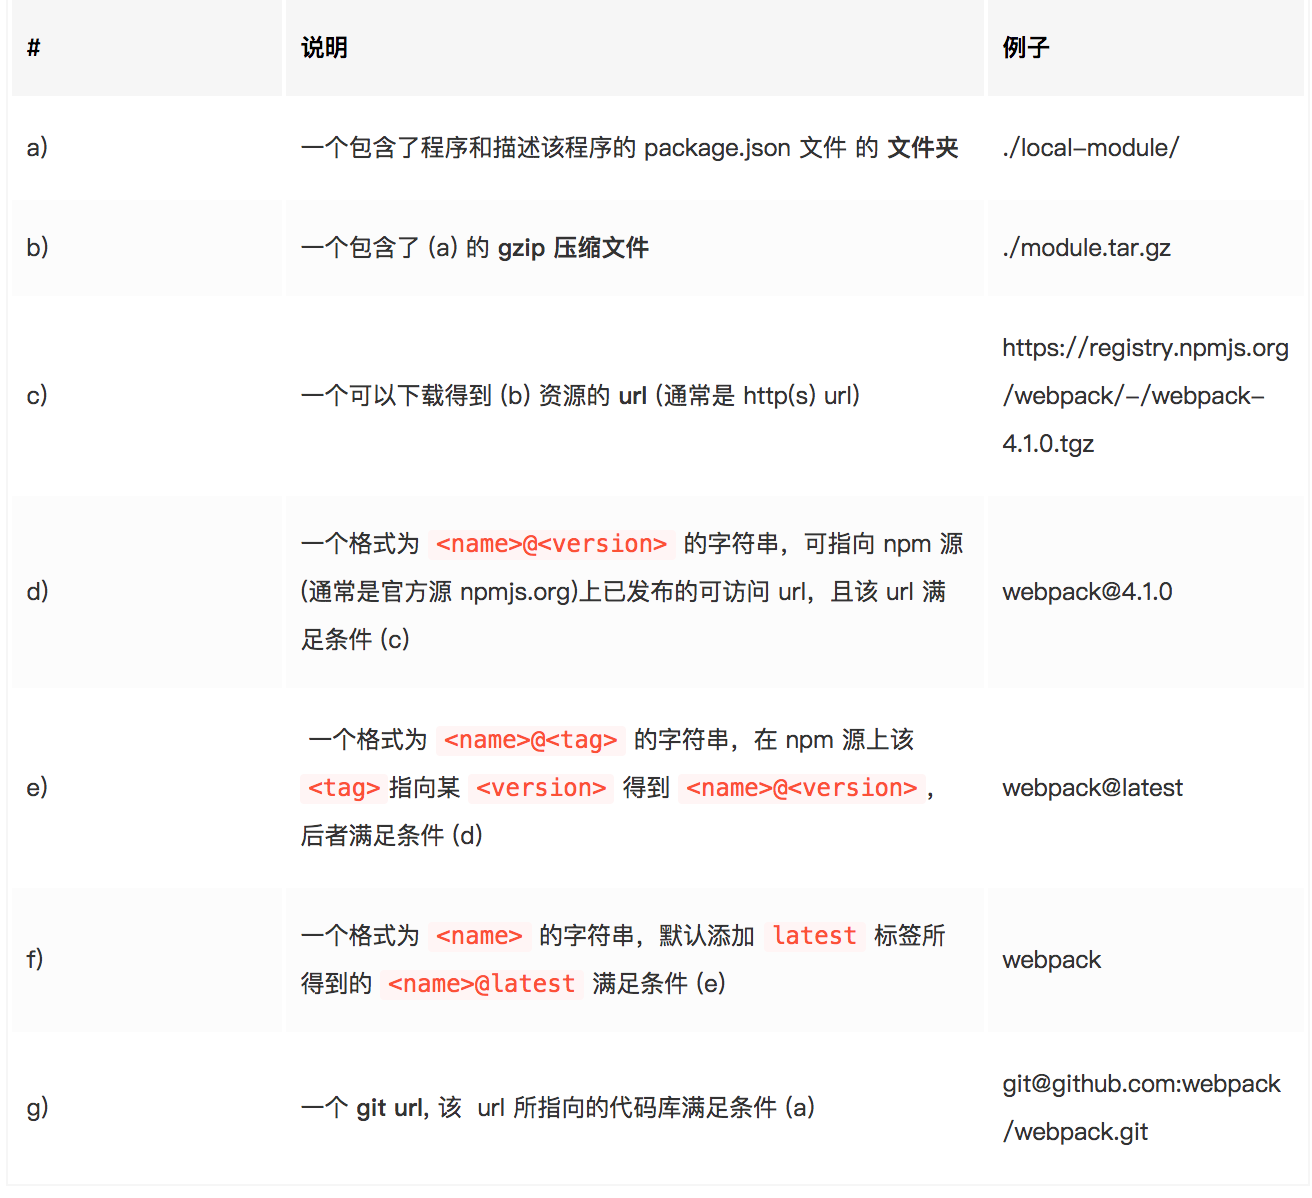 # 说明 例子
a) 一个包含了程序和描述该程序的 package.json 文件 的 文件夹 ./local-module/
b) 一个包含了 (a) 的 gzip 压缩文件 ./module.tar.gz
https://registry.npmjs.org
c) 一个可以下载得到 (b) 资源的 url (通常是 http(s) url) /webpack/-/webpack-
4.1.0.tgz
一个格式为 <name>@<version> 的字符串，可指向 npm 源
d) (通常是官方源 npmjs.org)上已发布的可访问 url，且该 url 满 webpack@4.1.0
足条件 (c)
一个格式为 <name>@<tag> 的字符串，在 npm 源上该
e) <tag> 指向某 <version> 得到 <name>@<version> ， webpack@latest
后者满足条件 (d)
一个格式为 <name> 的字符串，默认添加 latest 标签所
f) webpack
得到的 <name>@latest 满足条件 (e)
git@github.com:webpack
g) 一个 git url, 该 url 所指向的代码库满足条件 (a)
/webpack.git